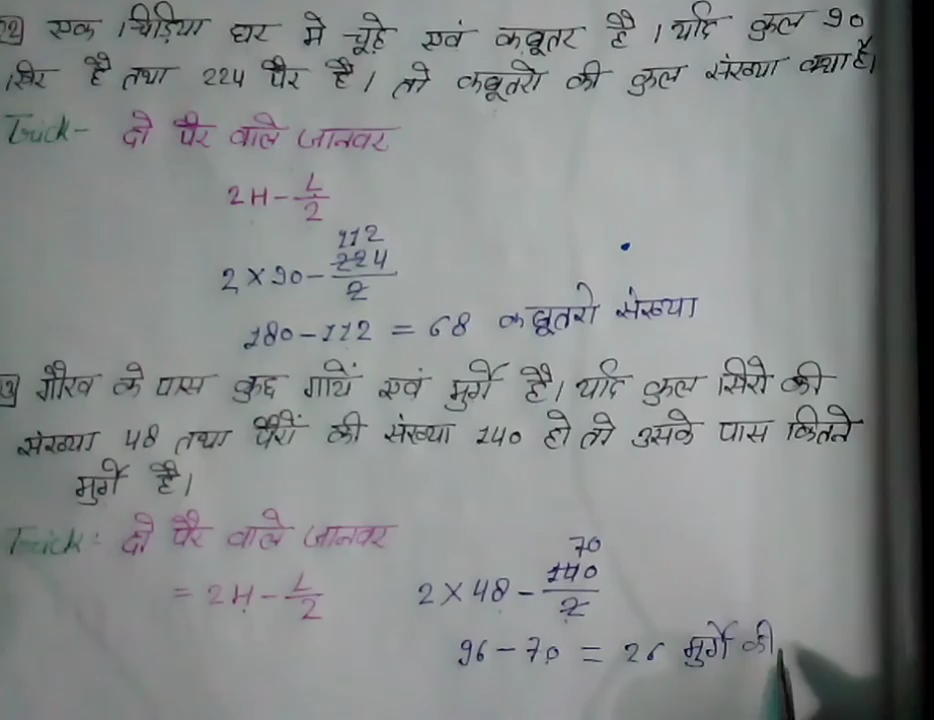 2) एक चिड़िया घर मे चूहे एवं कबूतर है । यदि कुल 90
सिर है तथा 224 पैर है। तो कबूतरो की कुल संख्या क्या है।
Trick- दो पैर वाले जानवर
2H - L/2
2 × 90 - 224/2 112
180 - 112 = 68 कबूतरो संख्या
3) गौरव के पास कुछ गायें एवं मुर्गे है। यदि कुल सिरो की
संख्या 48 तथा पैरों की संख्या 140 हो तो उसके पास कितने
मुर्गे है।
Trick: दो पैर वाले जानवर
= 2H - L/2 2 × 48 - 140/2 70
96 - 70 = 26 मुर्गे की